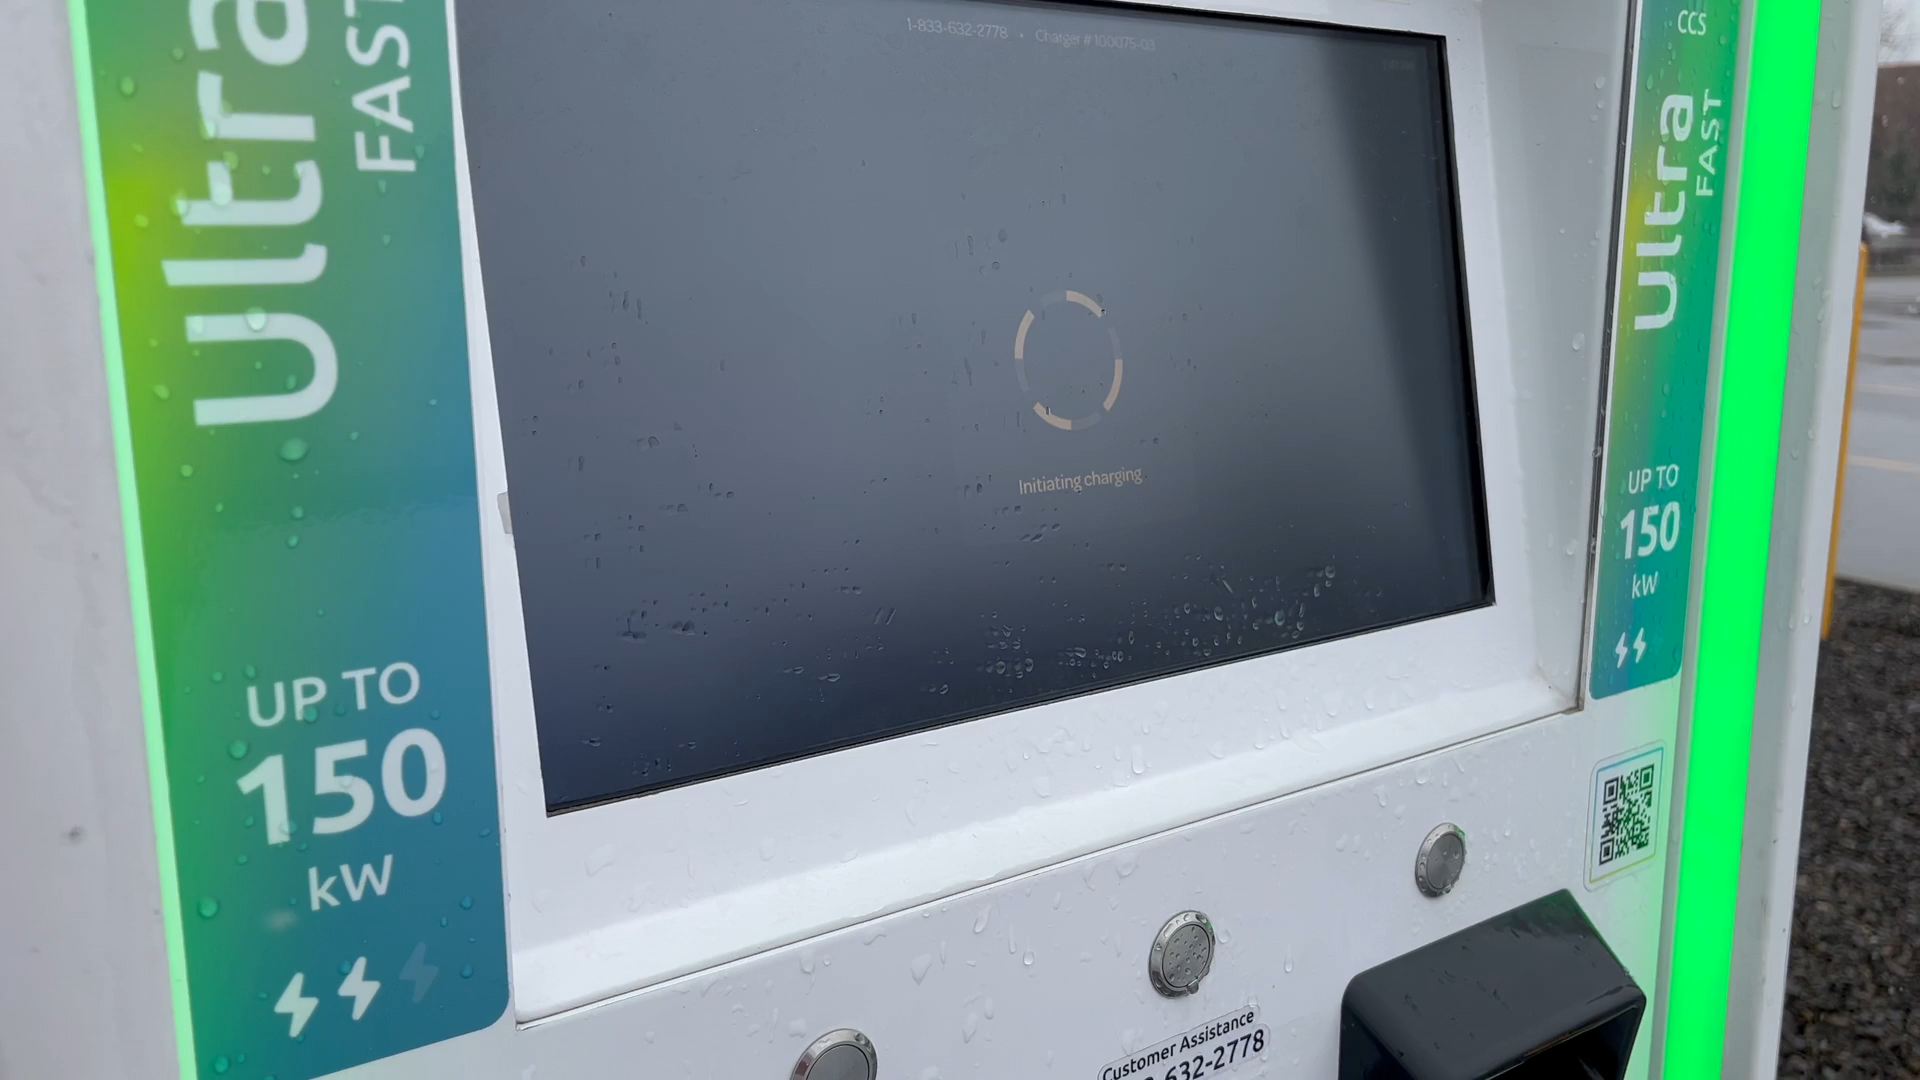 Ultra
FAST
UP TO
150
kW
1-833-632-2778 • Charger # 100075-03
Initiating charging
CCS
Ultra
FAST
UP TO
150
kW
Customer Assistance
632-2778